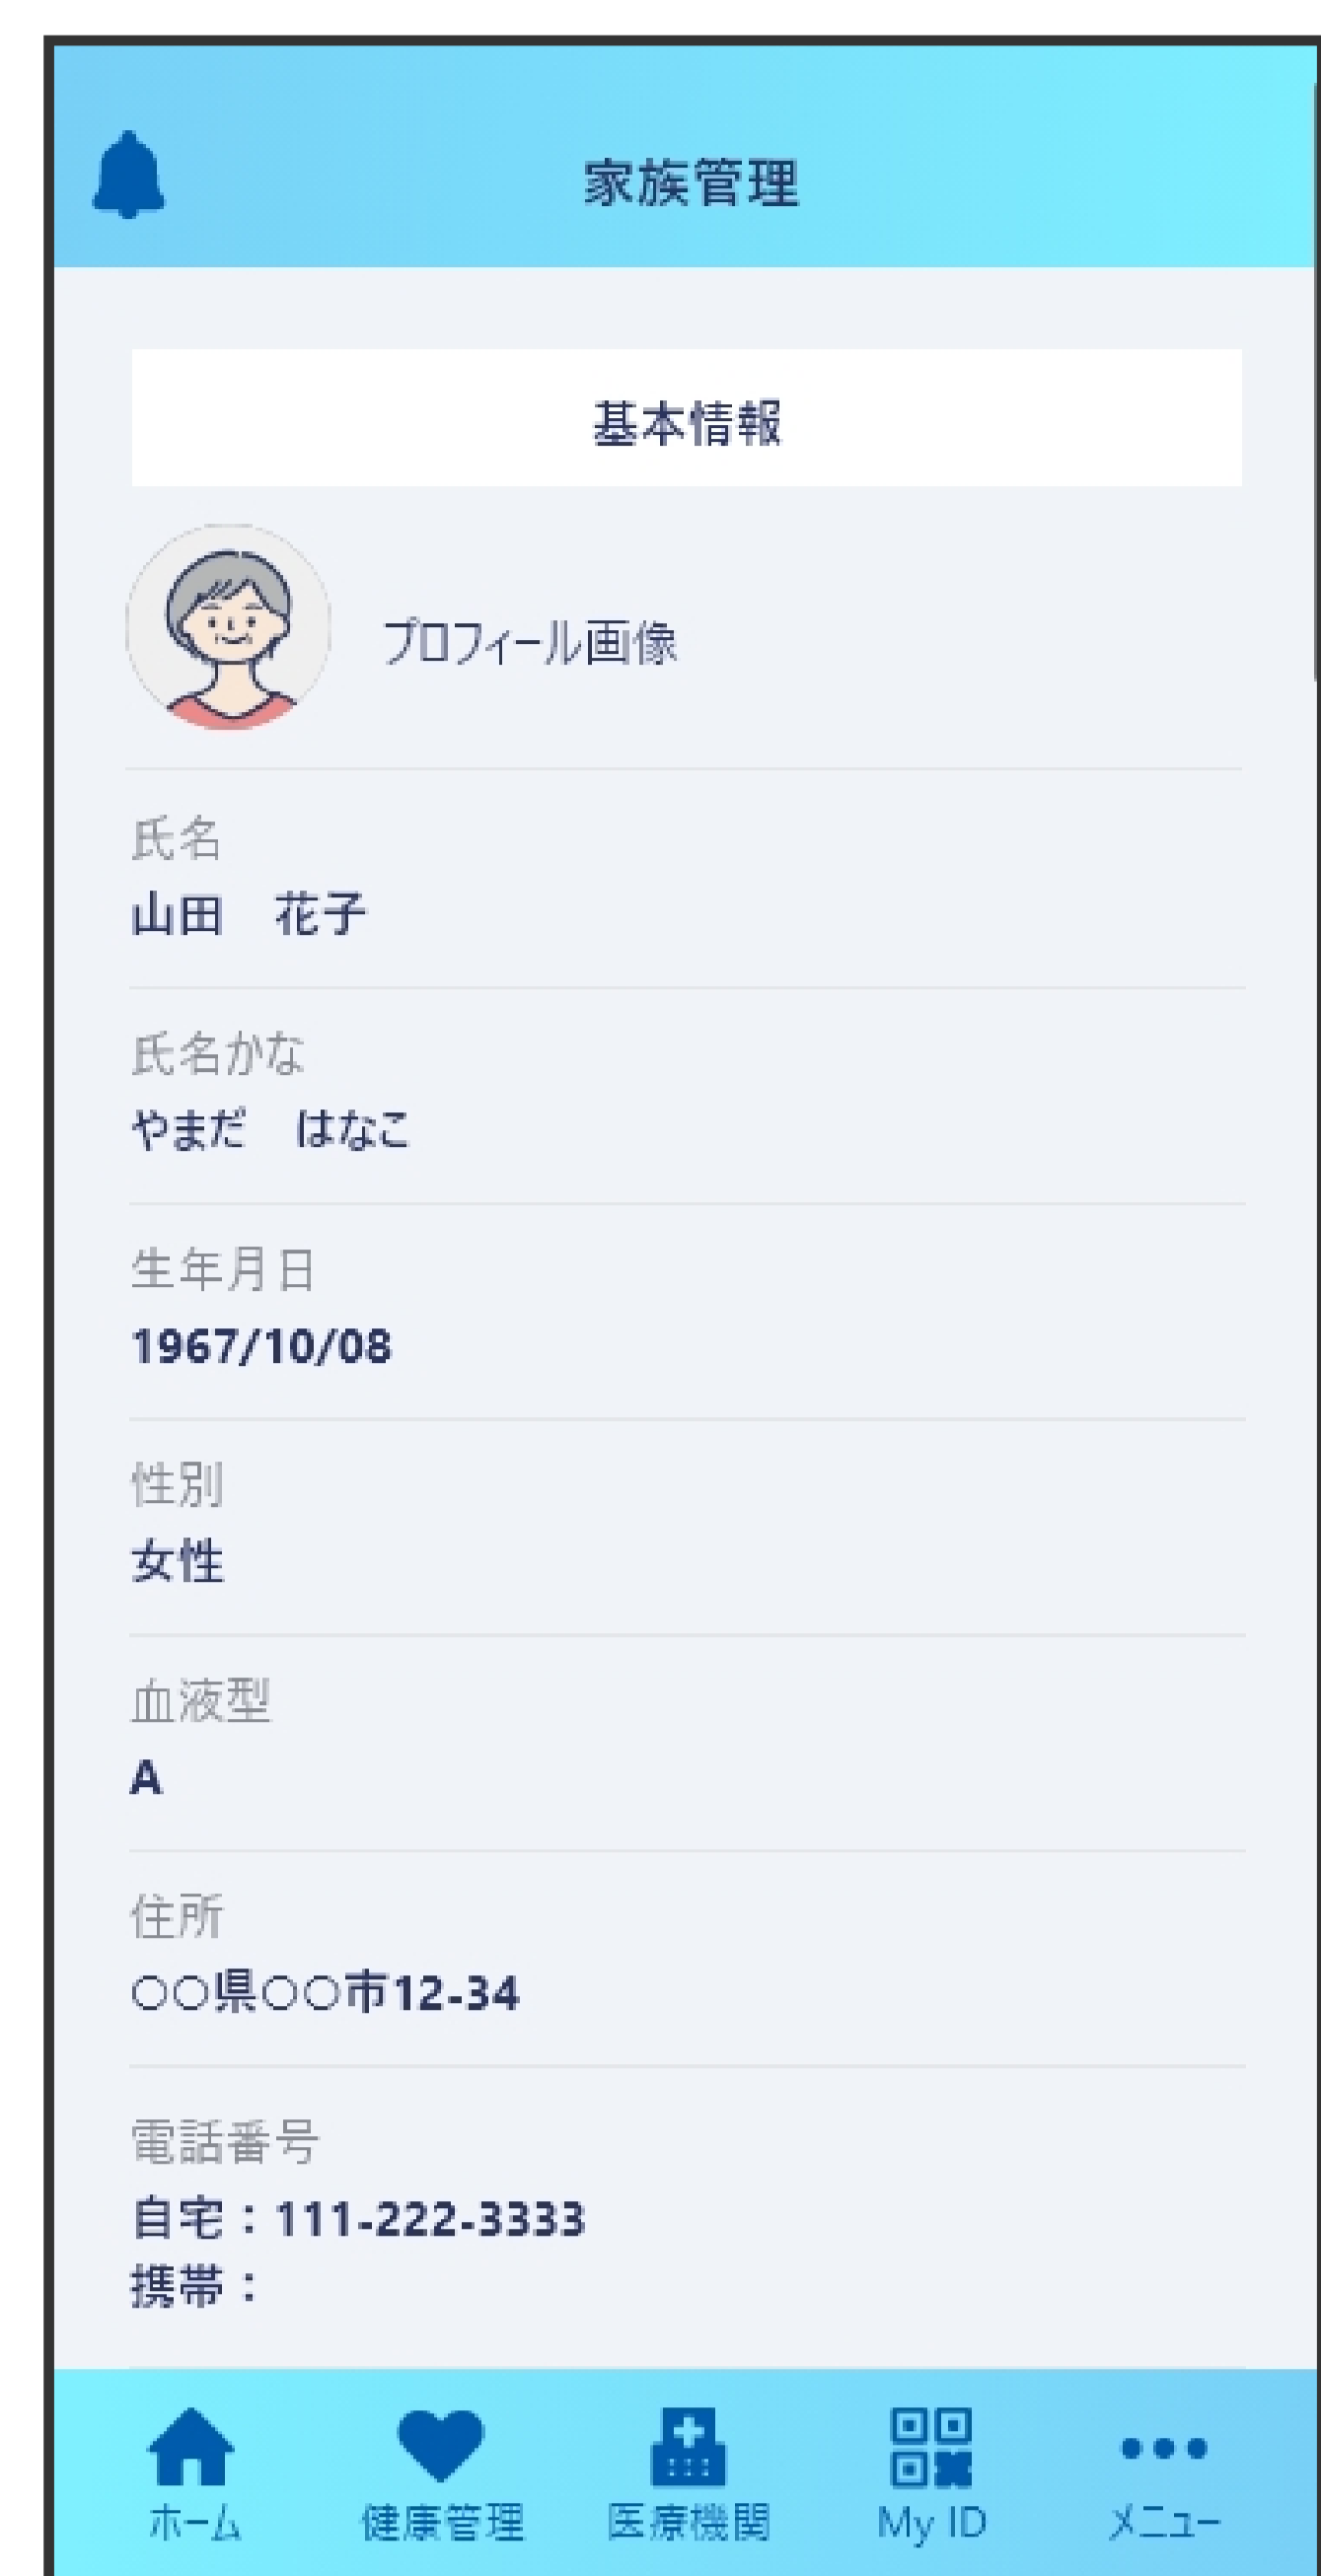 家族管理
基本情報
プロフィール画像
氏名
山田　花子
氏名かな
やまだ　はなこ
生年月日
1967/10/08
性別
女性
血液型
A
住所
○○県○○市12-34
電話番号
自宅：111-222-3333
携帯：
ホーム 健康管理 医療機関 My ID メニュー